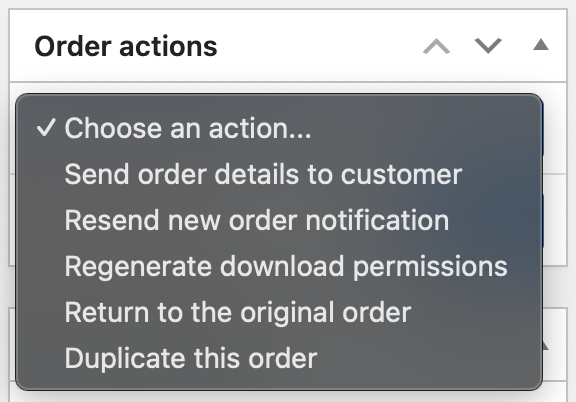 Order actions
Choose an action...
Send order details to customer
Resend new order notification
Regenerate download permissions
Return to the original order
Duplicate this order